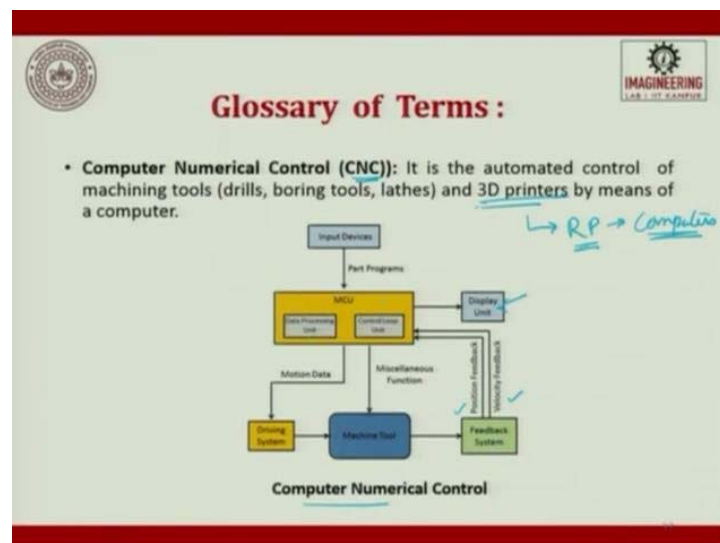 IMAGINEERING
LAB | IIT KANPUR
Glossary of Terms :
• Computer Numerical Control (CNC)): It is the automated control of
machining tools (drills, boring tools, lathes) and 3D printers by means of
a computer.
RP → Computers
Input Devices
Part Programs
MCU
Data Processing
Unit
Control Loop
Unit
Display
Unit
Motion Data
Miscellaneous
Function
Position Feedback
Velocity Feedback
Driving
System
Machine Tool
Feedback
System
Computer Numerical Control